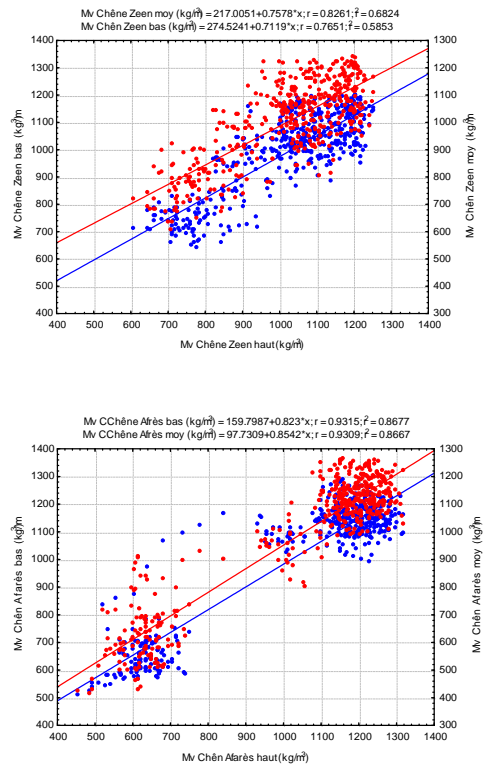 Mv Chêne Zeen moy (kg/m³) = 217.0051+0.7578*x; r = 0.8261; r² = 0.6824
Mv Chêne Zeen bas (kg/m³) = 274.5241+0.7119*x; r = 0.7651; r² = 0.5853
1400 1300
1300 1200
1200 1100
1100 1000
1000 900
900 800
800 700
700 600
600 500
500 400
400 300
Mv Chêne Zeen bas (kg/m³)
Mv Chêne Zeen moy (kg/m³)
400 500 600 700 800 900 1000 1100 1200 1300 1400
Mv Chêne Zeen haut (kg/m³)
Mv CChêne Afrès bas (kg/m³) = 159.7987+0.823*x; r = 0.9315; r² = 0.8677
Mv CChêne Afrès moy (kg/m³) = 97.7309+0.8542*x; r = 0.9309; r² = 0.8667
1400 1300
1300 1200
1200 1100
1100 1000
1000 900
900 800
800 700
700 600
600 500
500 400
400 300
Mv Chên Afarès bas (kg/m³)
Mv Chên Afarès moy (kg/m³)
400 500 600 700 800 900 1000 1100 1200 1300 1400
Mv Chên Afarès haut (kg/m³)